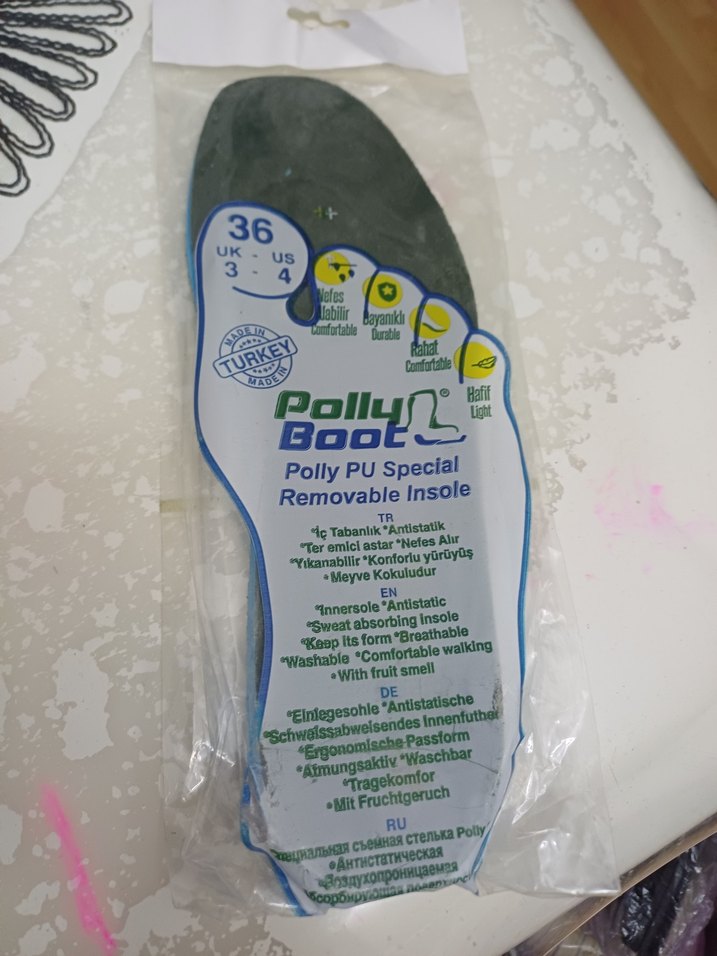 36
UK - US
3 - 4
Nefes
Alabilir
Comfortable
Dayanıklı
Durable
Rahat
Comfortable
Hafif
Light
MADE IN
TURKEY
MADE IN
Polly®
Boot
Polly PU Special
Removable Insole
TR
*İç Tabanlık *Antistatik
*Ter emici astar *Nefes Alır
*Yıkanabilir *Konforlu yürüyüş
*Meyve Kokuludur
EN
*Innersole *Antistatic
*Sweat absorbing insole
*Keep its form *Breathable
*Washable *Comfortable walking
*With fruit smell
DE
*Einlegesohle *Antistatische
*Schweissabweisendes Innenfuther
*Ergonomische Passform
*Atmungsaktiv *Waschbar
*Tragekomfor
*Mit Fruchtgeruch
RU
съемная стелька Polly
*Антистатическая
*Воздухопроницаемая